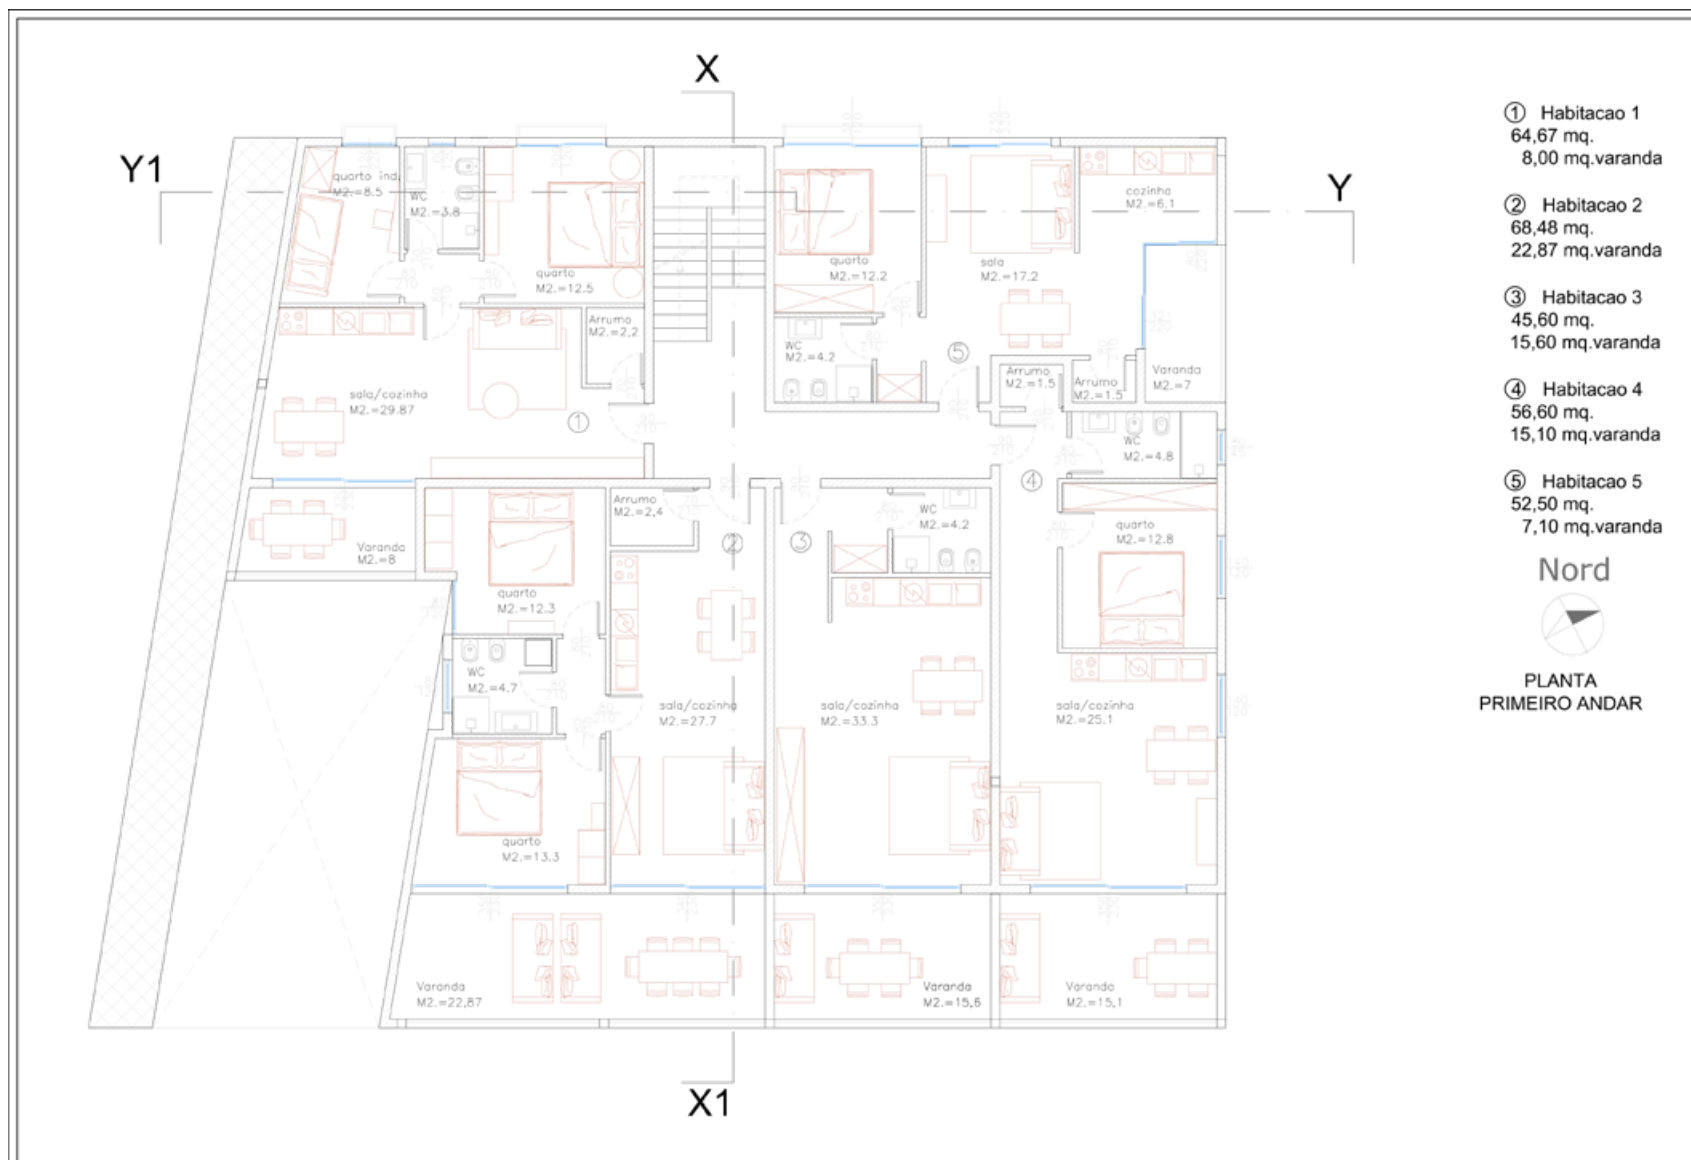 X
Y1
Y
quarto ind.
M2.=8.5
WC
M2.=3.8
quarto
M2.=12.5
Arrumo
M2.=2,2
sala/cozinha
M2.=29.87
1
Varanda
M2.=8
quarto
M2.=12.2
WC
M2.=4.2
sala
M2.=17.2
cozinha
M2.=6.1
5
Arrumo
M2.=1.5
Arrumo
M2.=1.5
Varanda
M2.=7
WC
M2.=4.8
4
quarto
M2.=12.8
Arrumo
M2.=2,4
2
3
WC
M2.=4.2
quarto
M2.=12.3
WC
M2.=4.7
sala/cozinha
M2.=27.7
sala/cozinha
M2.=33.3
sala/cozinha
M2.=25.1
quarto
M2.=13.3
Varanda
M2.=22,87
Varanda
M2.=15,6
Varanda
M2.=15,1
X1
1 Habitacao 1
64,67 mq.
8,00 mq.varanda
2 Habitacao 2
68,48 mq.
22,87 mq.varanda
3 Habitacao 3
45,60 mq.
15,60 mq.varanda
4 Habitacao 4
56,60 mq.
15,10 mq.varanda
5 Habitacao 5
52,50 mq.
7,10 mq.varanda
Nord
PLANTA
PRIMEIRO ANDAR